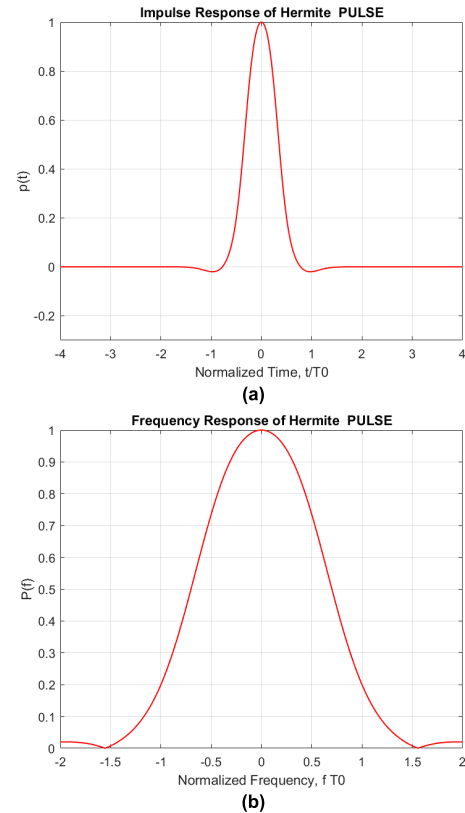 Impulse Response of Hermite PULSE
1
0.8
0.6
0.4
0.2
0
-0.2
p(t)
-4 -3 -2 -1 0 1 2 3 4
Normalized Time, t/T0
(a)
Frequency Response of Hermite PULSE
1
0.9
0.8
0.7
0.6
0.5
0.4
0.3
0.2
0.1
0
P(f)
-2 -1.5 -1 -0.5 0 0.5 1 1.5 2
Normalized Frequency, f T0
(b)